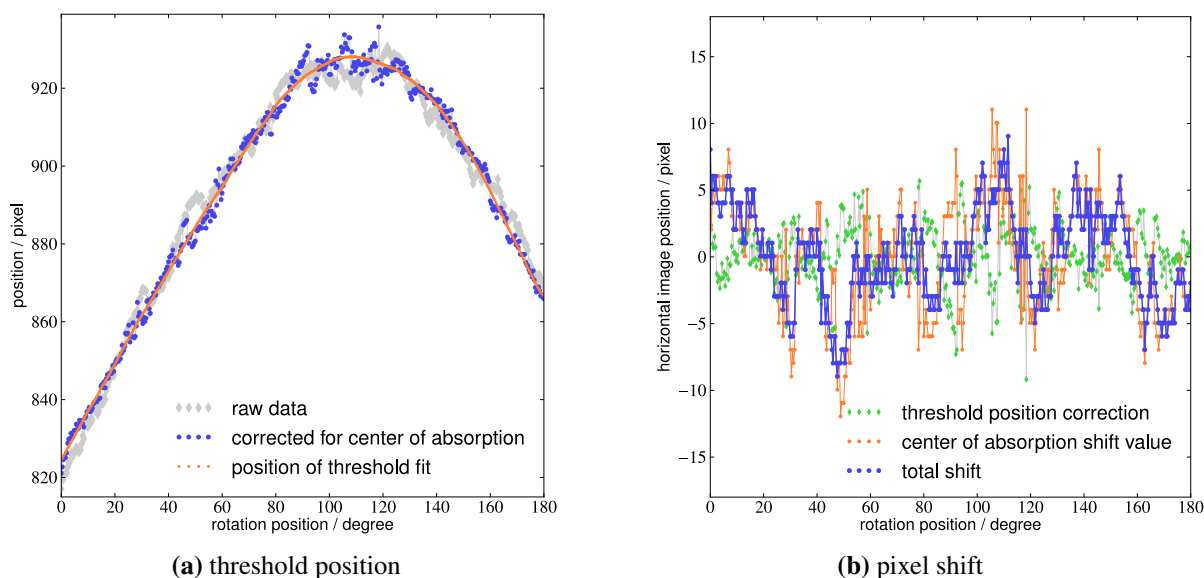 920
900
880
860
840
820
position / pixel
raw data
corrected for center of absorption
position of threshold fit
0 20 40 60 80 100 120 140 160 180
rotation position / degree
(a) threshold position
15
10
5
0
−5
−10
−15
horizontal image position / pixel
threshold position correction
center of absorption shift value
total shift
0 20 40 60 80 100 120 140 160 180
rotation position / degree
(b) pixel shift